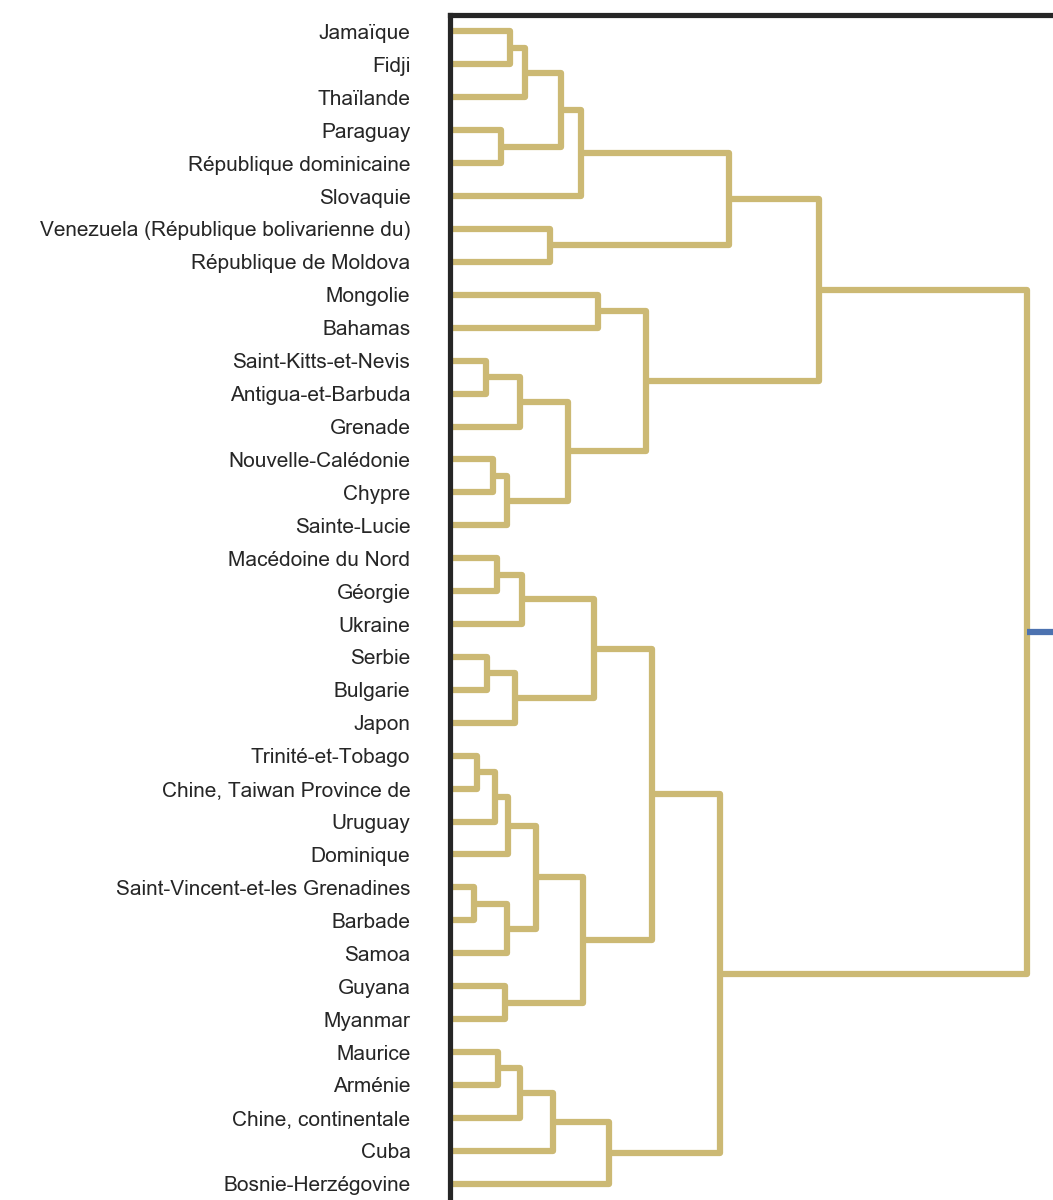 Jamaïque
Fidji
Thaïlande
Paraguay
République dominicaine
Slovaquie
Venezuela (République bolivarienne du)
République de Moldova
Mongolie
Bahamas
Saint-Kitts-et-Nevis
Antigua-et-Barbuda
Grenade
Nouvelle-Calédonie
Chypre
Sainte-Lucie
Macédoine du Nord
Géorgie
Ukraine
Serbie
Bulgarie
Japon
Trinité-et-Tobago
Chine, Taiwan Province de
Uruguay
Dominique
Saint-Vincent-et-les Grenadines
Barbade
Samoa
Guyana
Myanmar
Maurice
Arménie
Chine, continentale
Cuba
Bosnie-Herzégovine